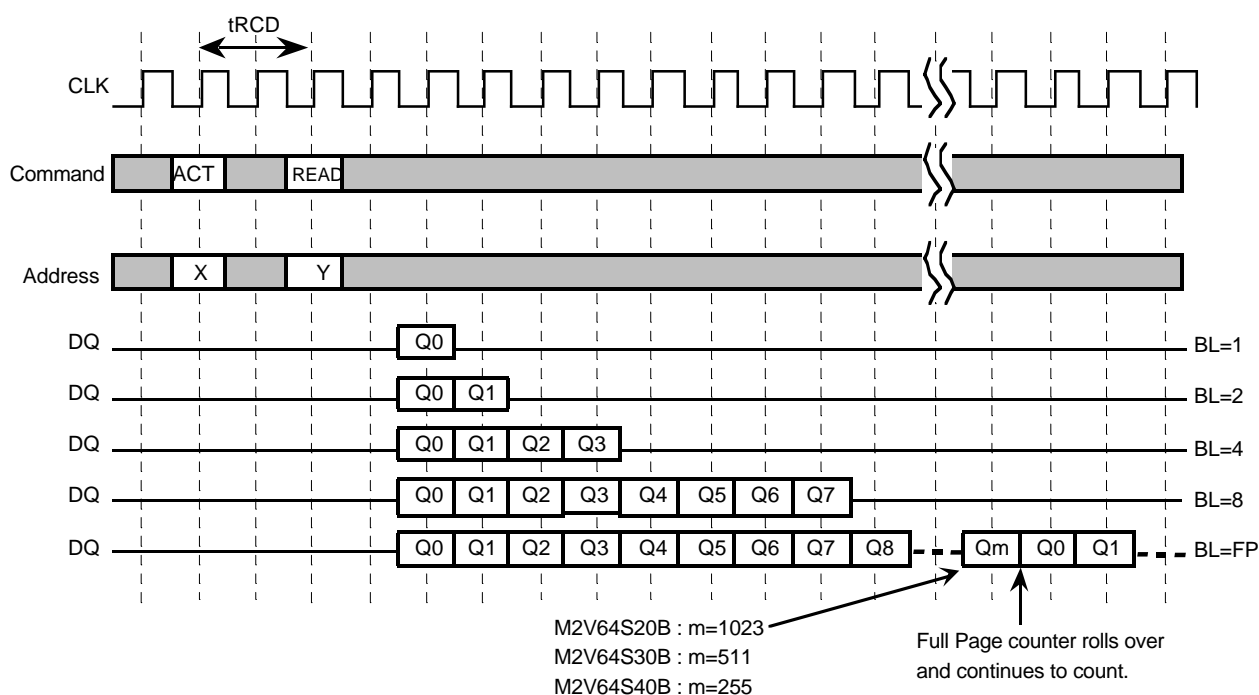 tRCD
CLK
Command ACT READ
Address X Y
DQ Q0 BL=1
DQ Q0 Q1 BL=2
DQ Q0 Q1 Q2 Q3 BL=4
DQ Q0 Q1 Q2 Q3 Q4 Q5 Q6 Q7 BL=8
DQ Q0 Q1 Q2 Q3 Q4 Q5 Q6 Q7 Q8 Qm Q0 Q1 BL=FP
M2V64S20B : m=1023
M2V64S30B : m=511
M2V64S40B : m=255
Full Page counter rolls over
and continues to count.